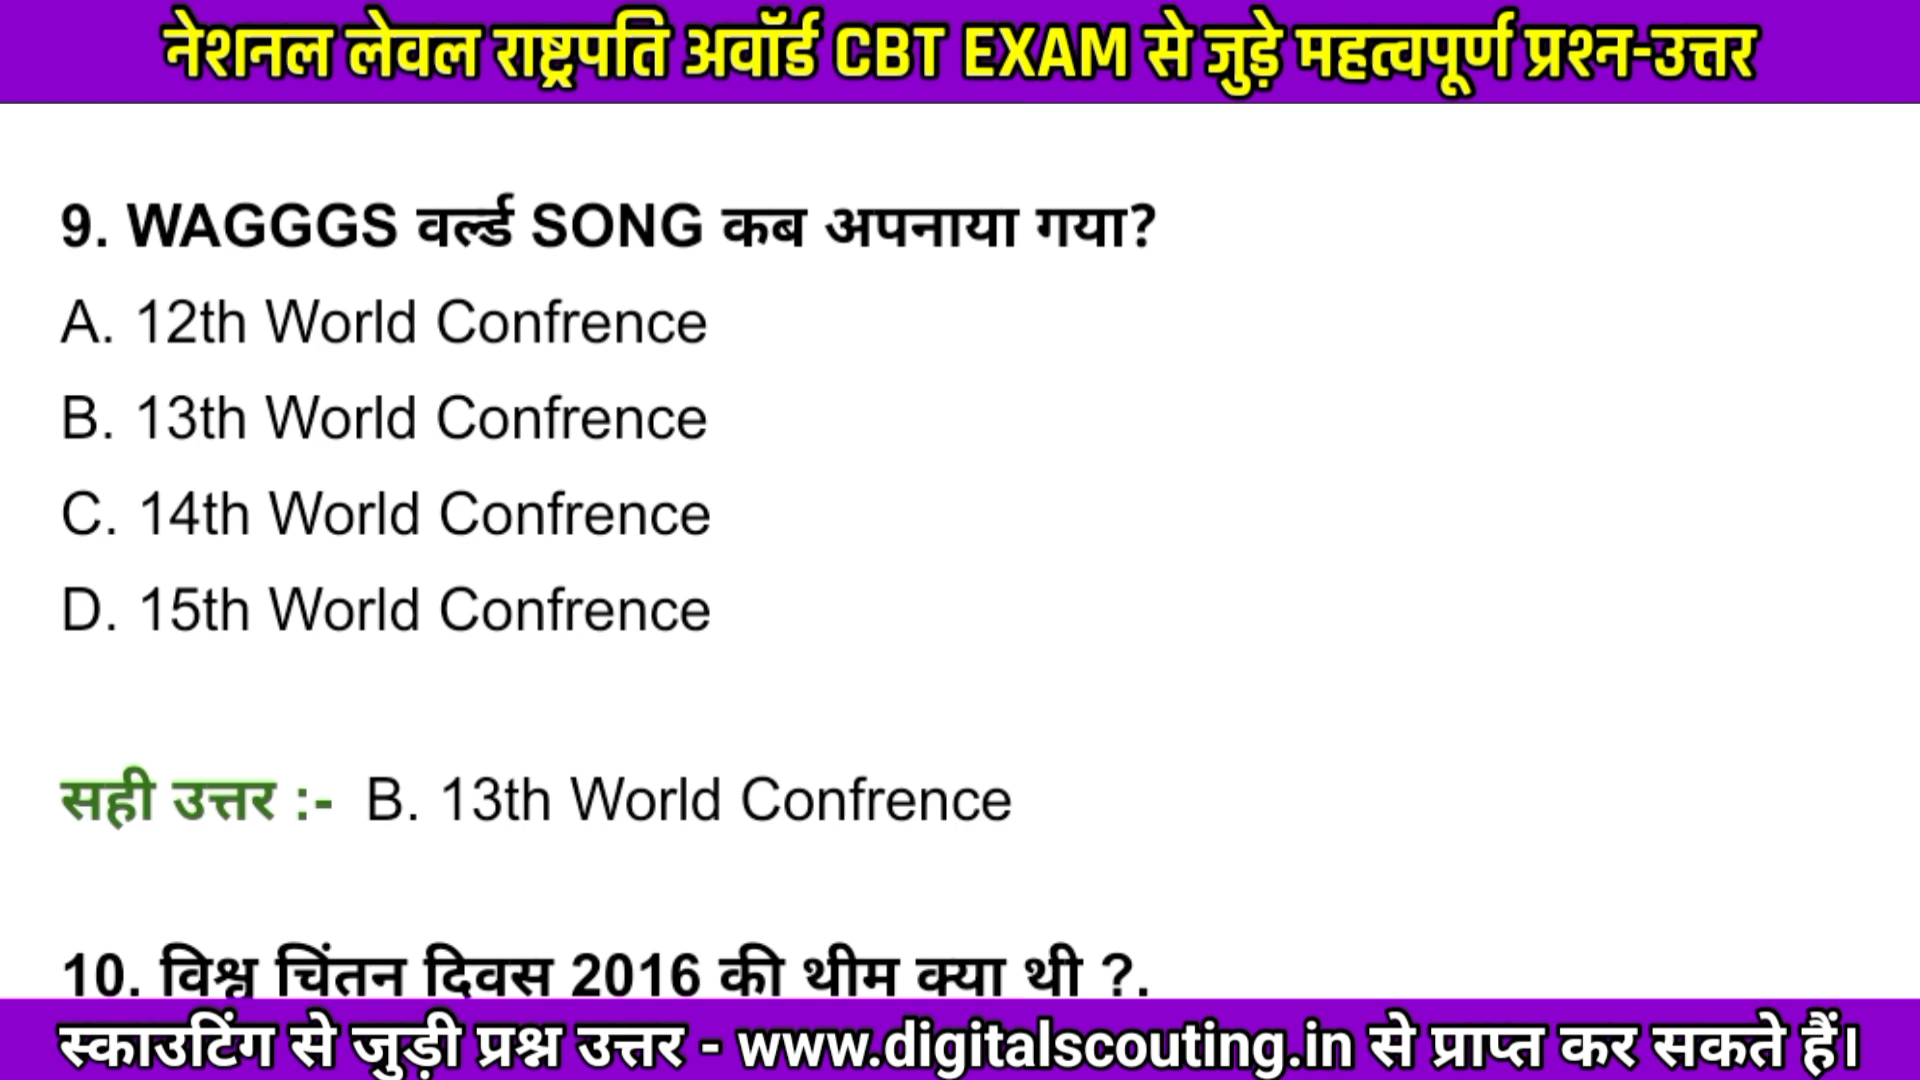 नेशनल लेवल राष्ट्रपति अवॉर्ड CBT EXAM से जुड़े महत्वपूर्ण प्रश्न-उत्तर
9. WAGGGS वर्ल्ड SONG कब अपनाया गया?
A. 12th World Confrence
B. 13th World Confrence
C. 14th World Confrence
D. 15th World Confrence
सही उत्तर :- B. 13th World Confrence
10. विश्व चिंतन दिवस 2016 की थीम क्या थी ?.
स्काउटिंग से जुड़ी प्रश्न उत्तर - www.digitalscouting.in से प्राप्त कर सकते हैं।